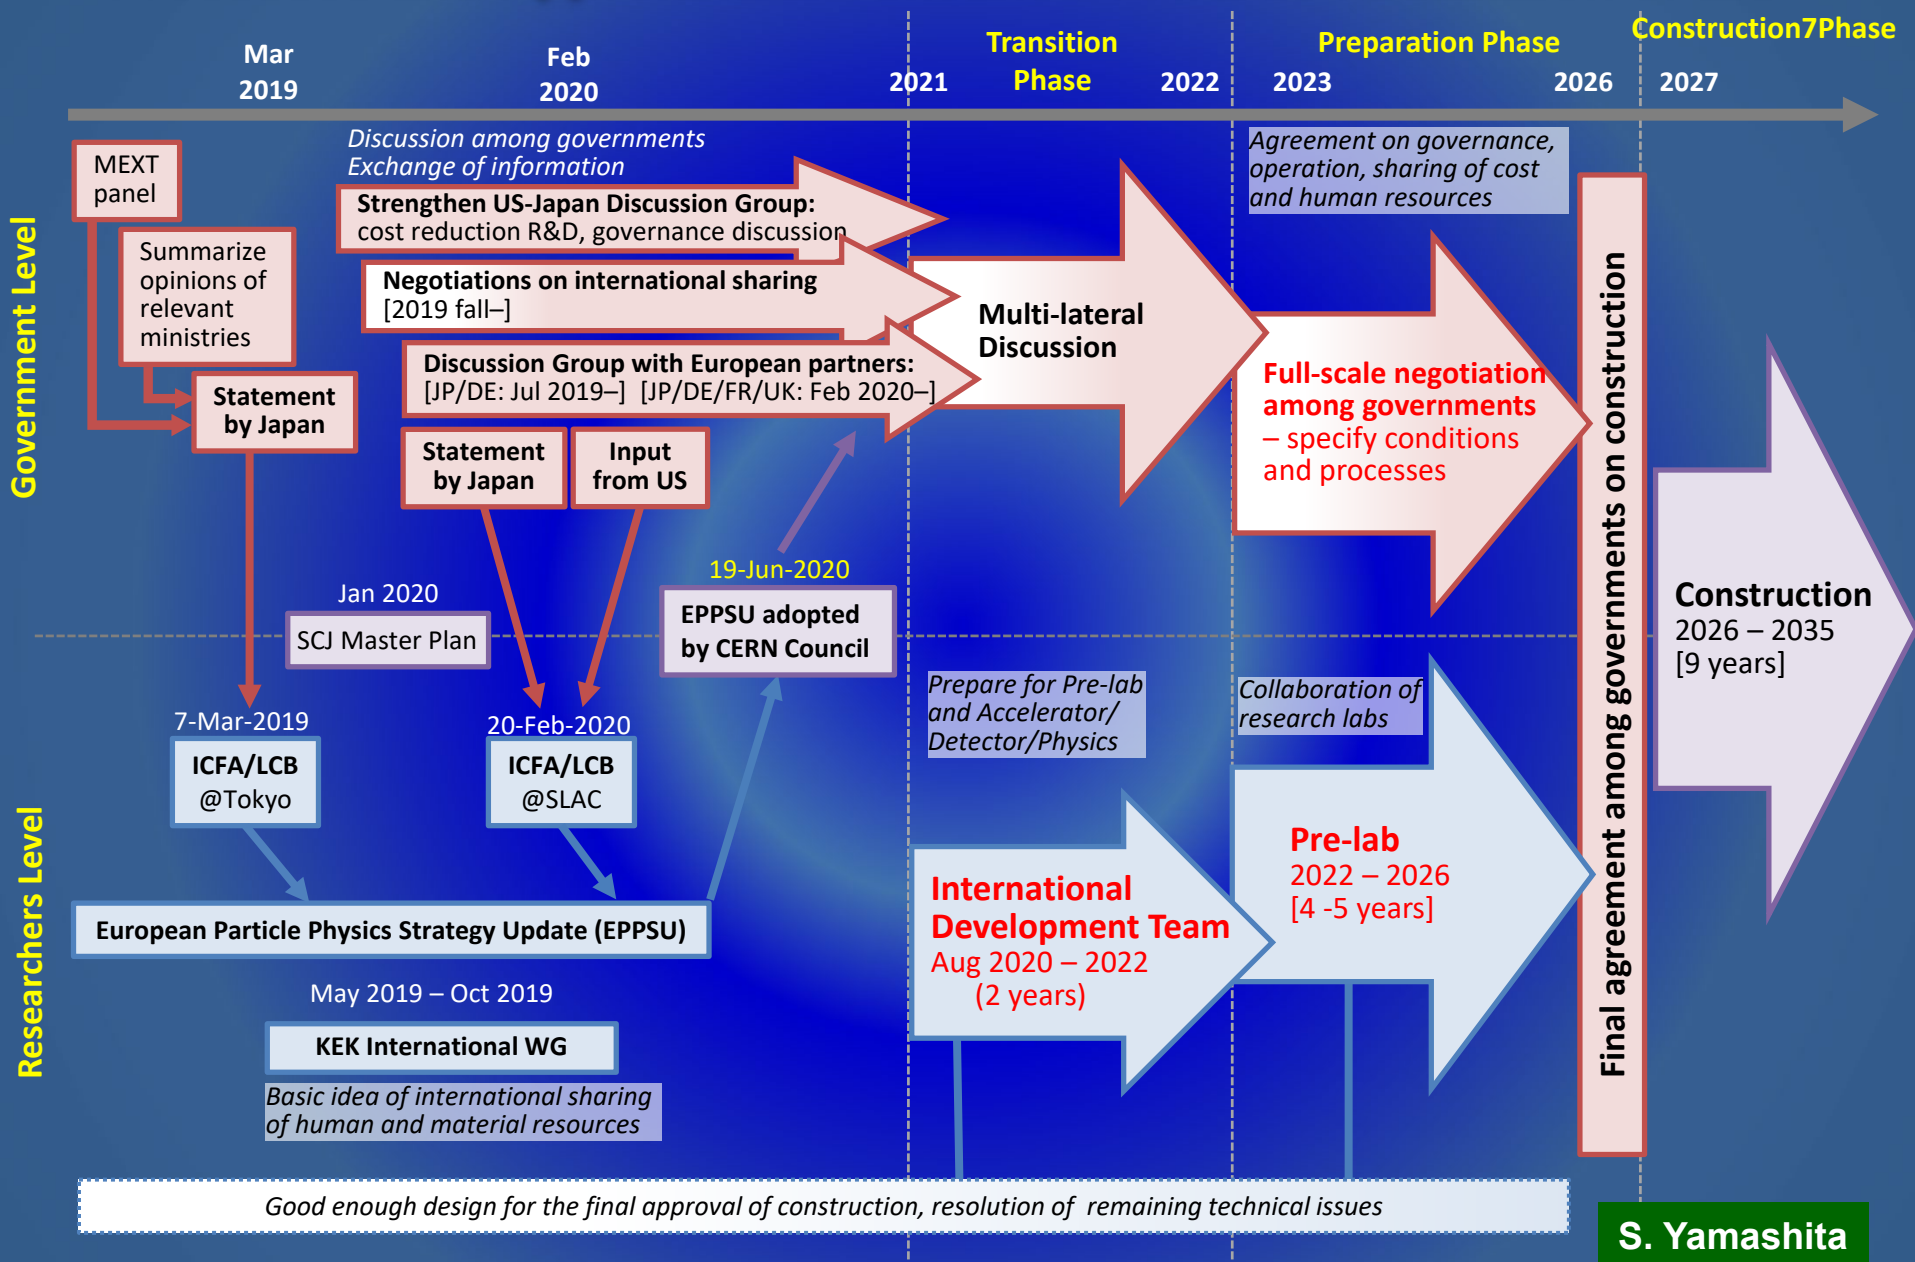 Mar
2019
Feb
2020
2021
Transition
Phase
2022
Preparation Phase
2023
2026
Construction7Phase
2027
Government Level
Researchers Level
MEXT
panel
Summarize
opinions of
relevant
ministries
Statement
by Japan
Discussion among governments
Exchange of information
Strengthen US-Japan Discussion Group:
cost reduction R&D, governance discussion
Negotiations on international sharing
[2019 fall–]
Discussion Group with European partners:
[JP/DE: Jul 2019–] [JP/DE/FR/UK: Feb 2020–]
Statement
by Japan
Input
from US
Multi-lateral
Discussion
Agreement on governance,
operation, sharing of cost
and human resources
Full-scale negotiation
among governments
– specify conditions
and processes
Final agreement among governments on construction
Construction
2026 – 2035
[9 years]
Jan 2020
SCJ Master Plan
19-Jun-2020
EPPSU adopted
by CERN Council
7-Mar-2019
ICFA/LCB
@Tokyo
20-Feb-2020
ICFA/LCB
@SLAC
European Particle Physics Strategy Update (EPPSU)
May 2019 – Oct 2019
KEK International WG
Basic idea of international sharing
of human and material resources
Prepare for Pre-lab
and Accelerator/
Detector/Physics
International
Development Team
Aug 2020 – 2022
(2 years)
Collaboration of
research labs
Pre-lab
2022 – 2026
[4 -5 years]
Good enough design for the final approval of construction, resolution of remaining technical issues
S. Yamashita